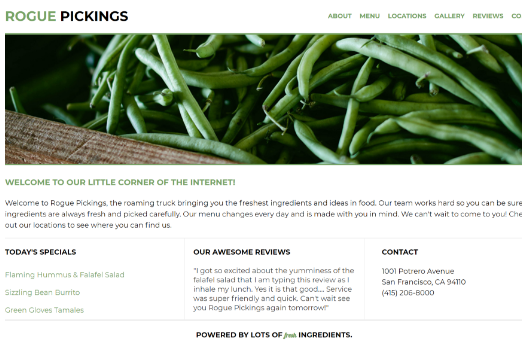 ROGUE PICKINGS
ABOUT MENU LOCATIONS GALLERY REVIEWS CO
WELCOME TO OUR LITTLE CORNER OF THE INTERNET!
Welcome to Rogue Pickings, the roaming truck bringing you the freshest ingredients and ideas in food. Our team works hard so you can be sure
ingredients are always fresh and picked carefully. Our menu changes every day and is made with you in mind. We can't wait to come to you! Che
out our locations to see where you can find us.
TODAY'S SPECIALS
Flaming Hummus & Falafel Salad
Sizzling Bean Burrito
Green Gloves Tamales
OUR AWESOME REVIEWS
"I got so excited about the yumminess of the
falafel salad that I am typing this review as I
inhale my lunch. Yes it is that good.... Service
was super friendly and quick. Can't wait see
you Rogue Pickings again tomorrow!"
CONTACT
1001 Potrero Avenue
San Francisco, CA 94110
(415) 206-8000
POWERED BY LOTS OF fresh INGREDIENTS.